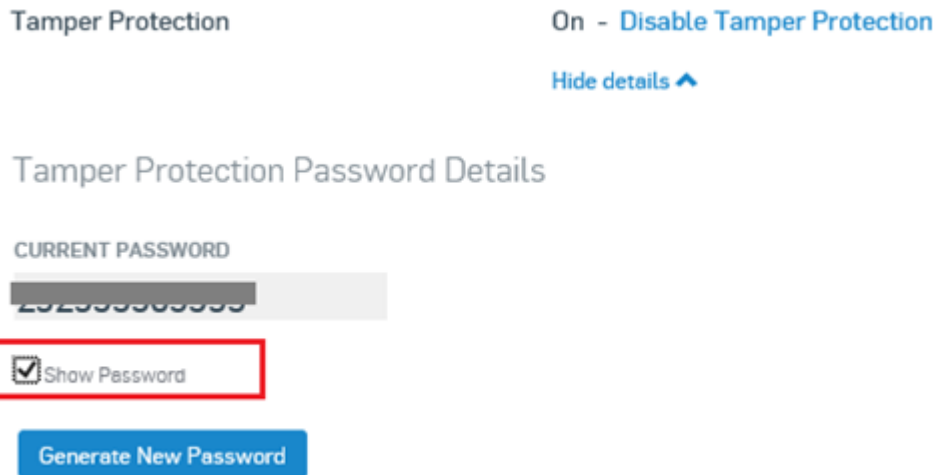 Tamper Protection On - Disable Tamper Protection
Hide details
Tamper Protection Password Details
CURRENT PASSWORD
Show Password
Generate New Password